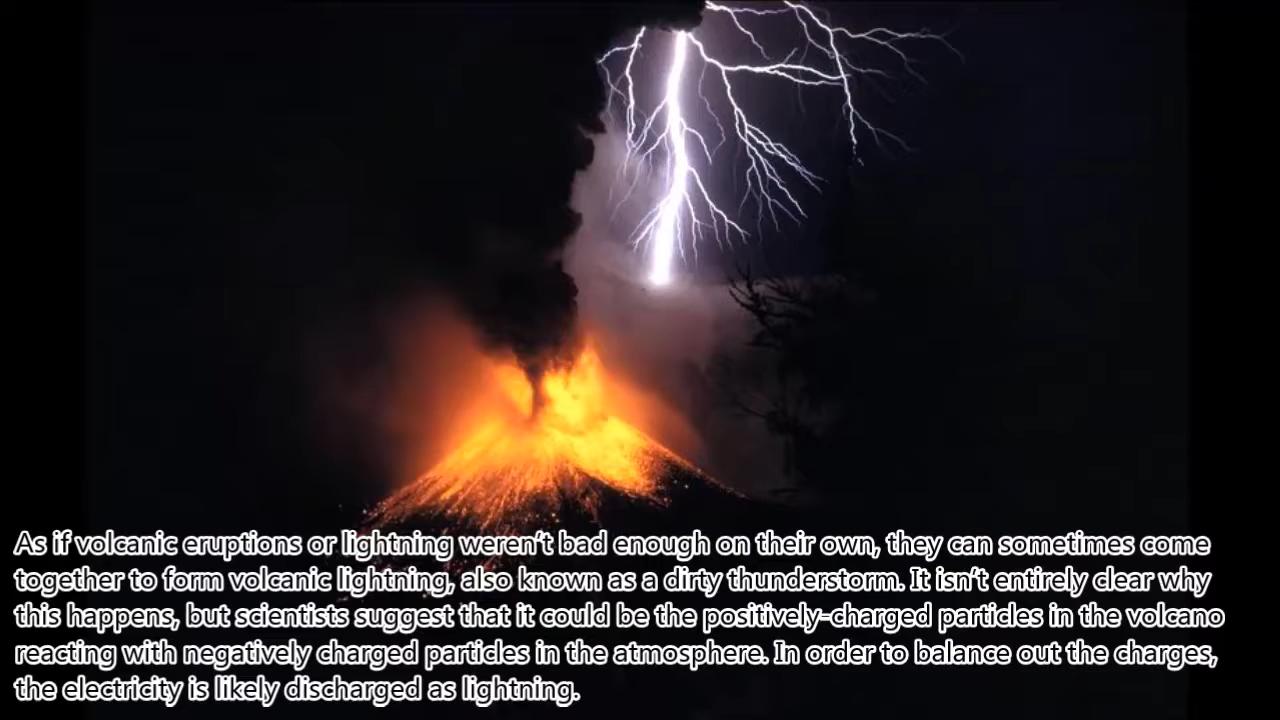 As if volcanic eruptions or lightning weren’t bad enough on their own, they can sometimes come
together to form volcanic lightning, also known as a dirty thunderstorm. It isn’t entirely clear why
this happens, but scientists suggest that it could be the positively-charged particles in the volcano
reacting with negatively charged particles in the atmosphere. In order to balance out the charges,
the electricity is likely discharged as lightning.